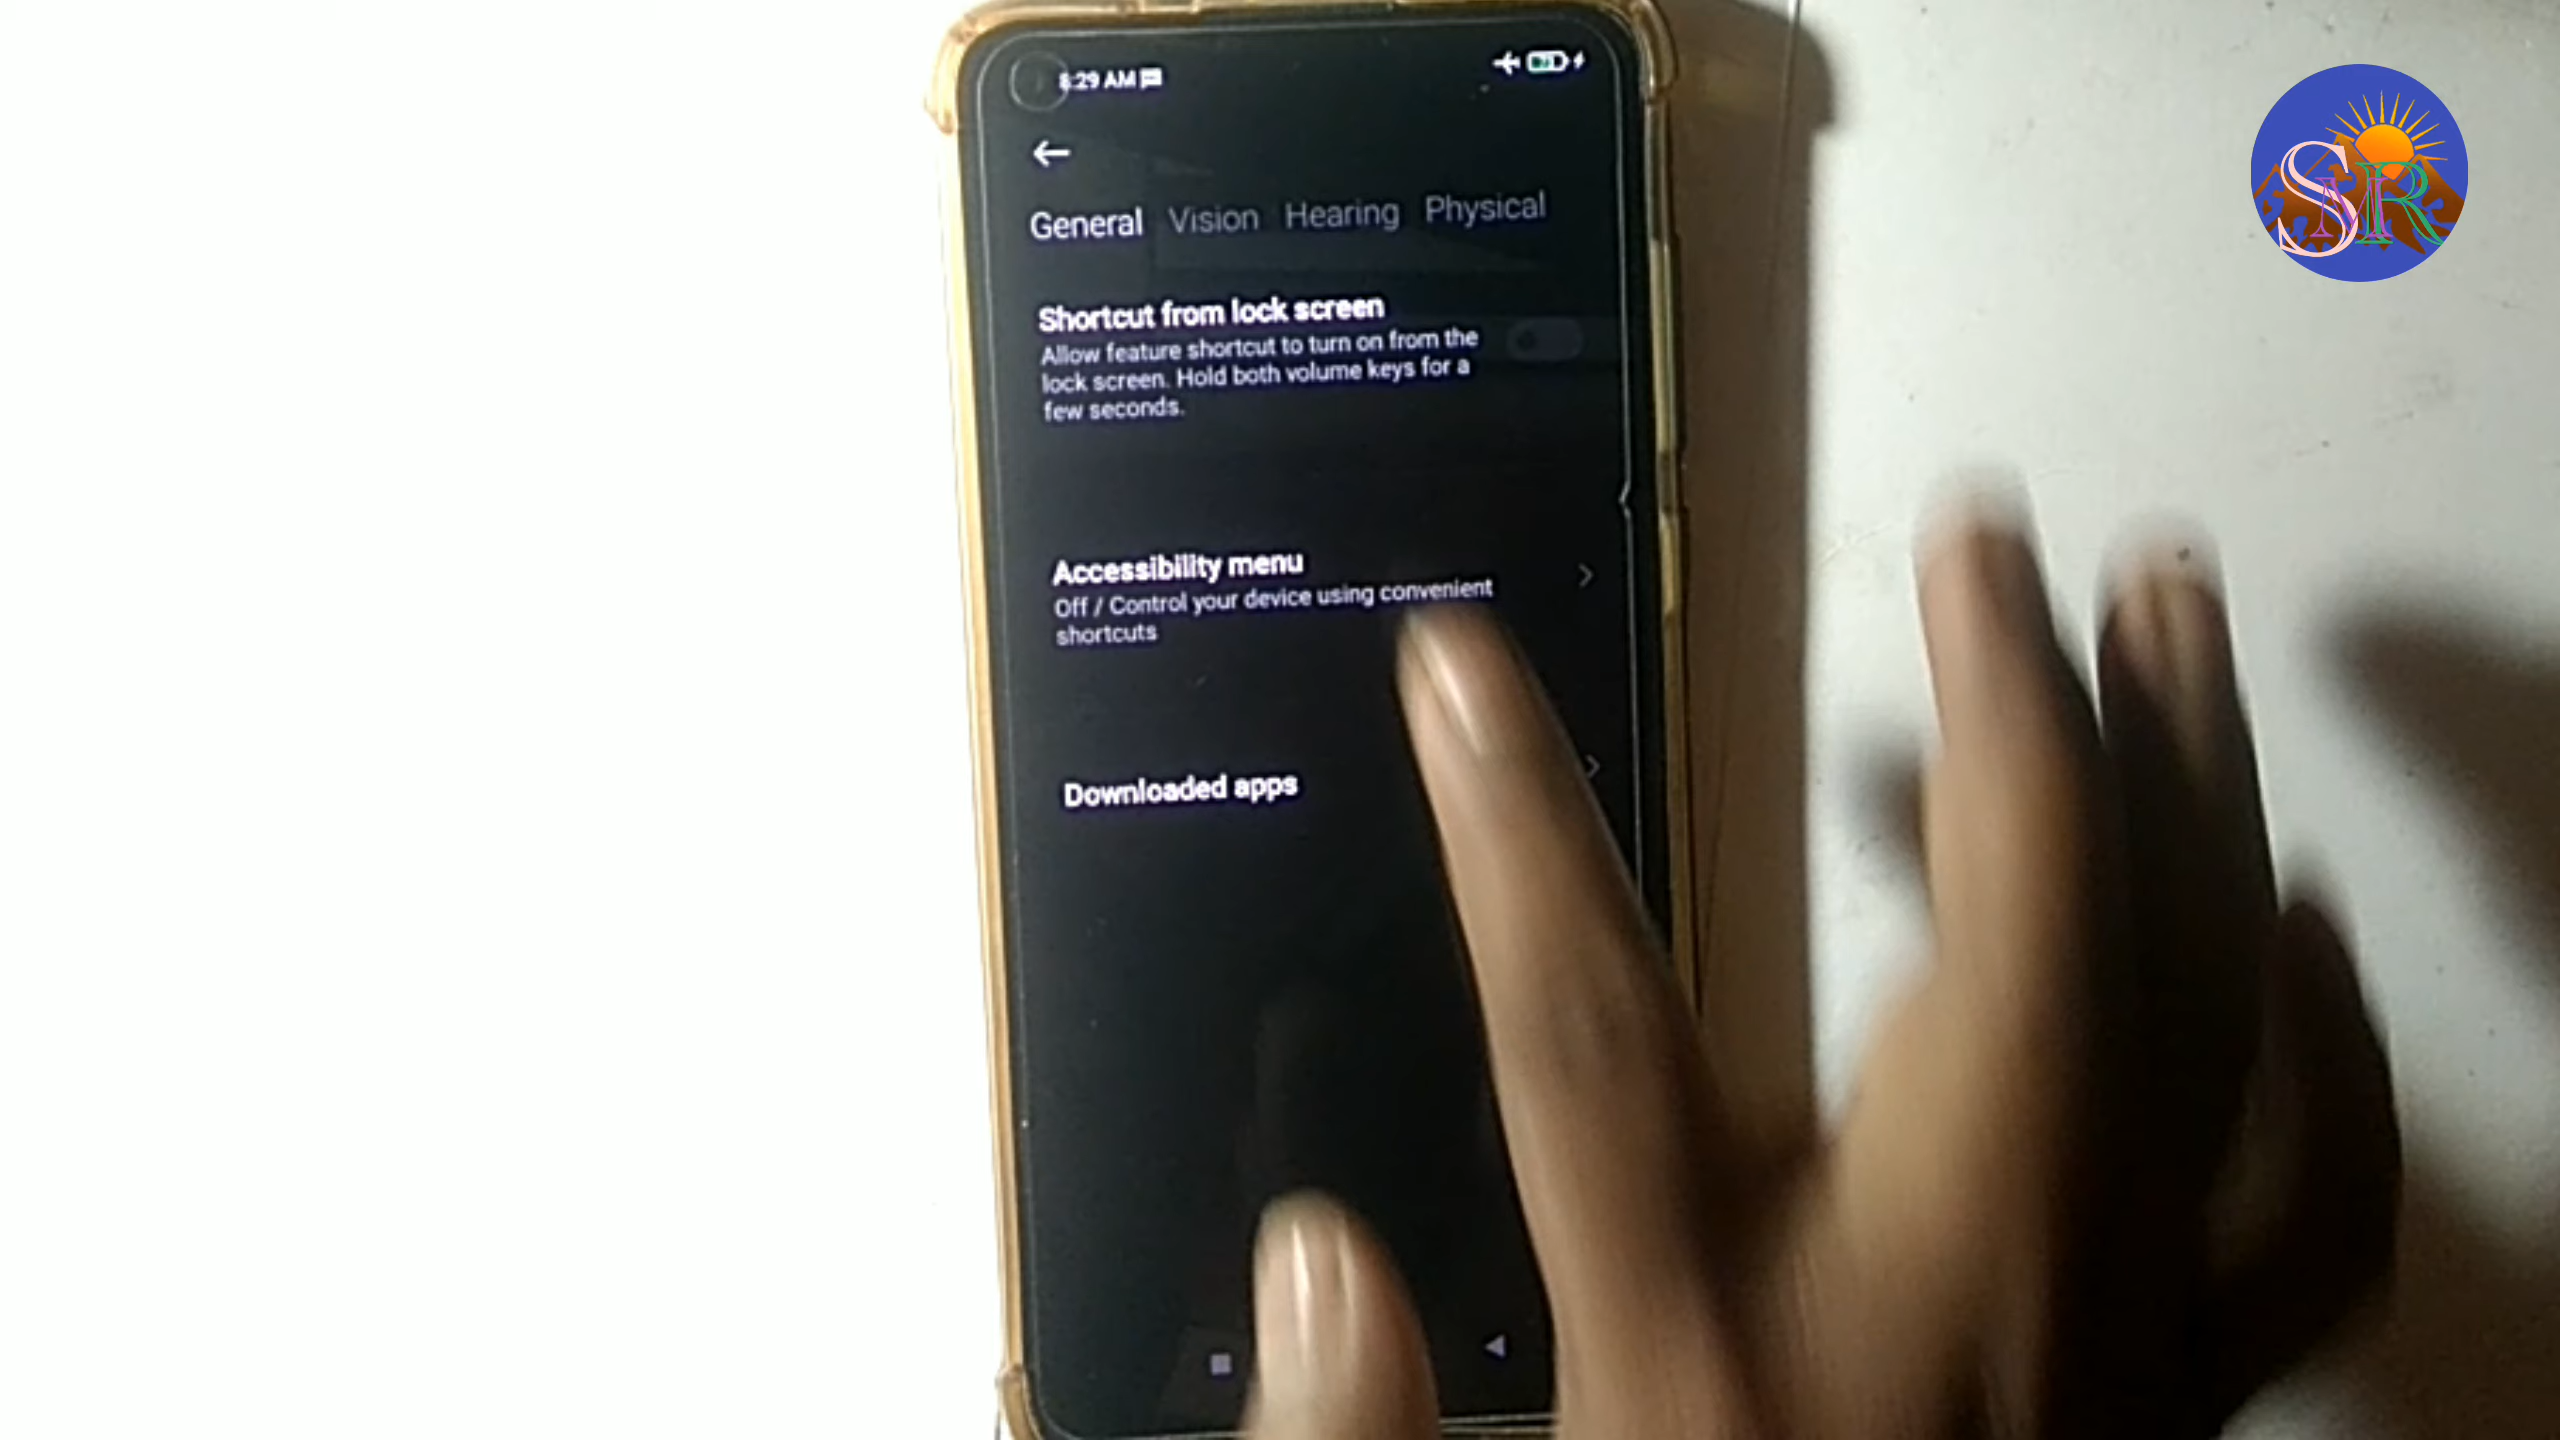 8:29 AM
General Vision Hearing Physical
Shortcut from lock screen
Allow feature shortcut to turn on from the
lock screen. Hold both volume keys for a
few seconds.
Accessibility menu
Off / Control your device using convenient
shortcuts
Downloaded apps
SMR